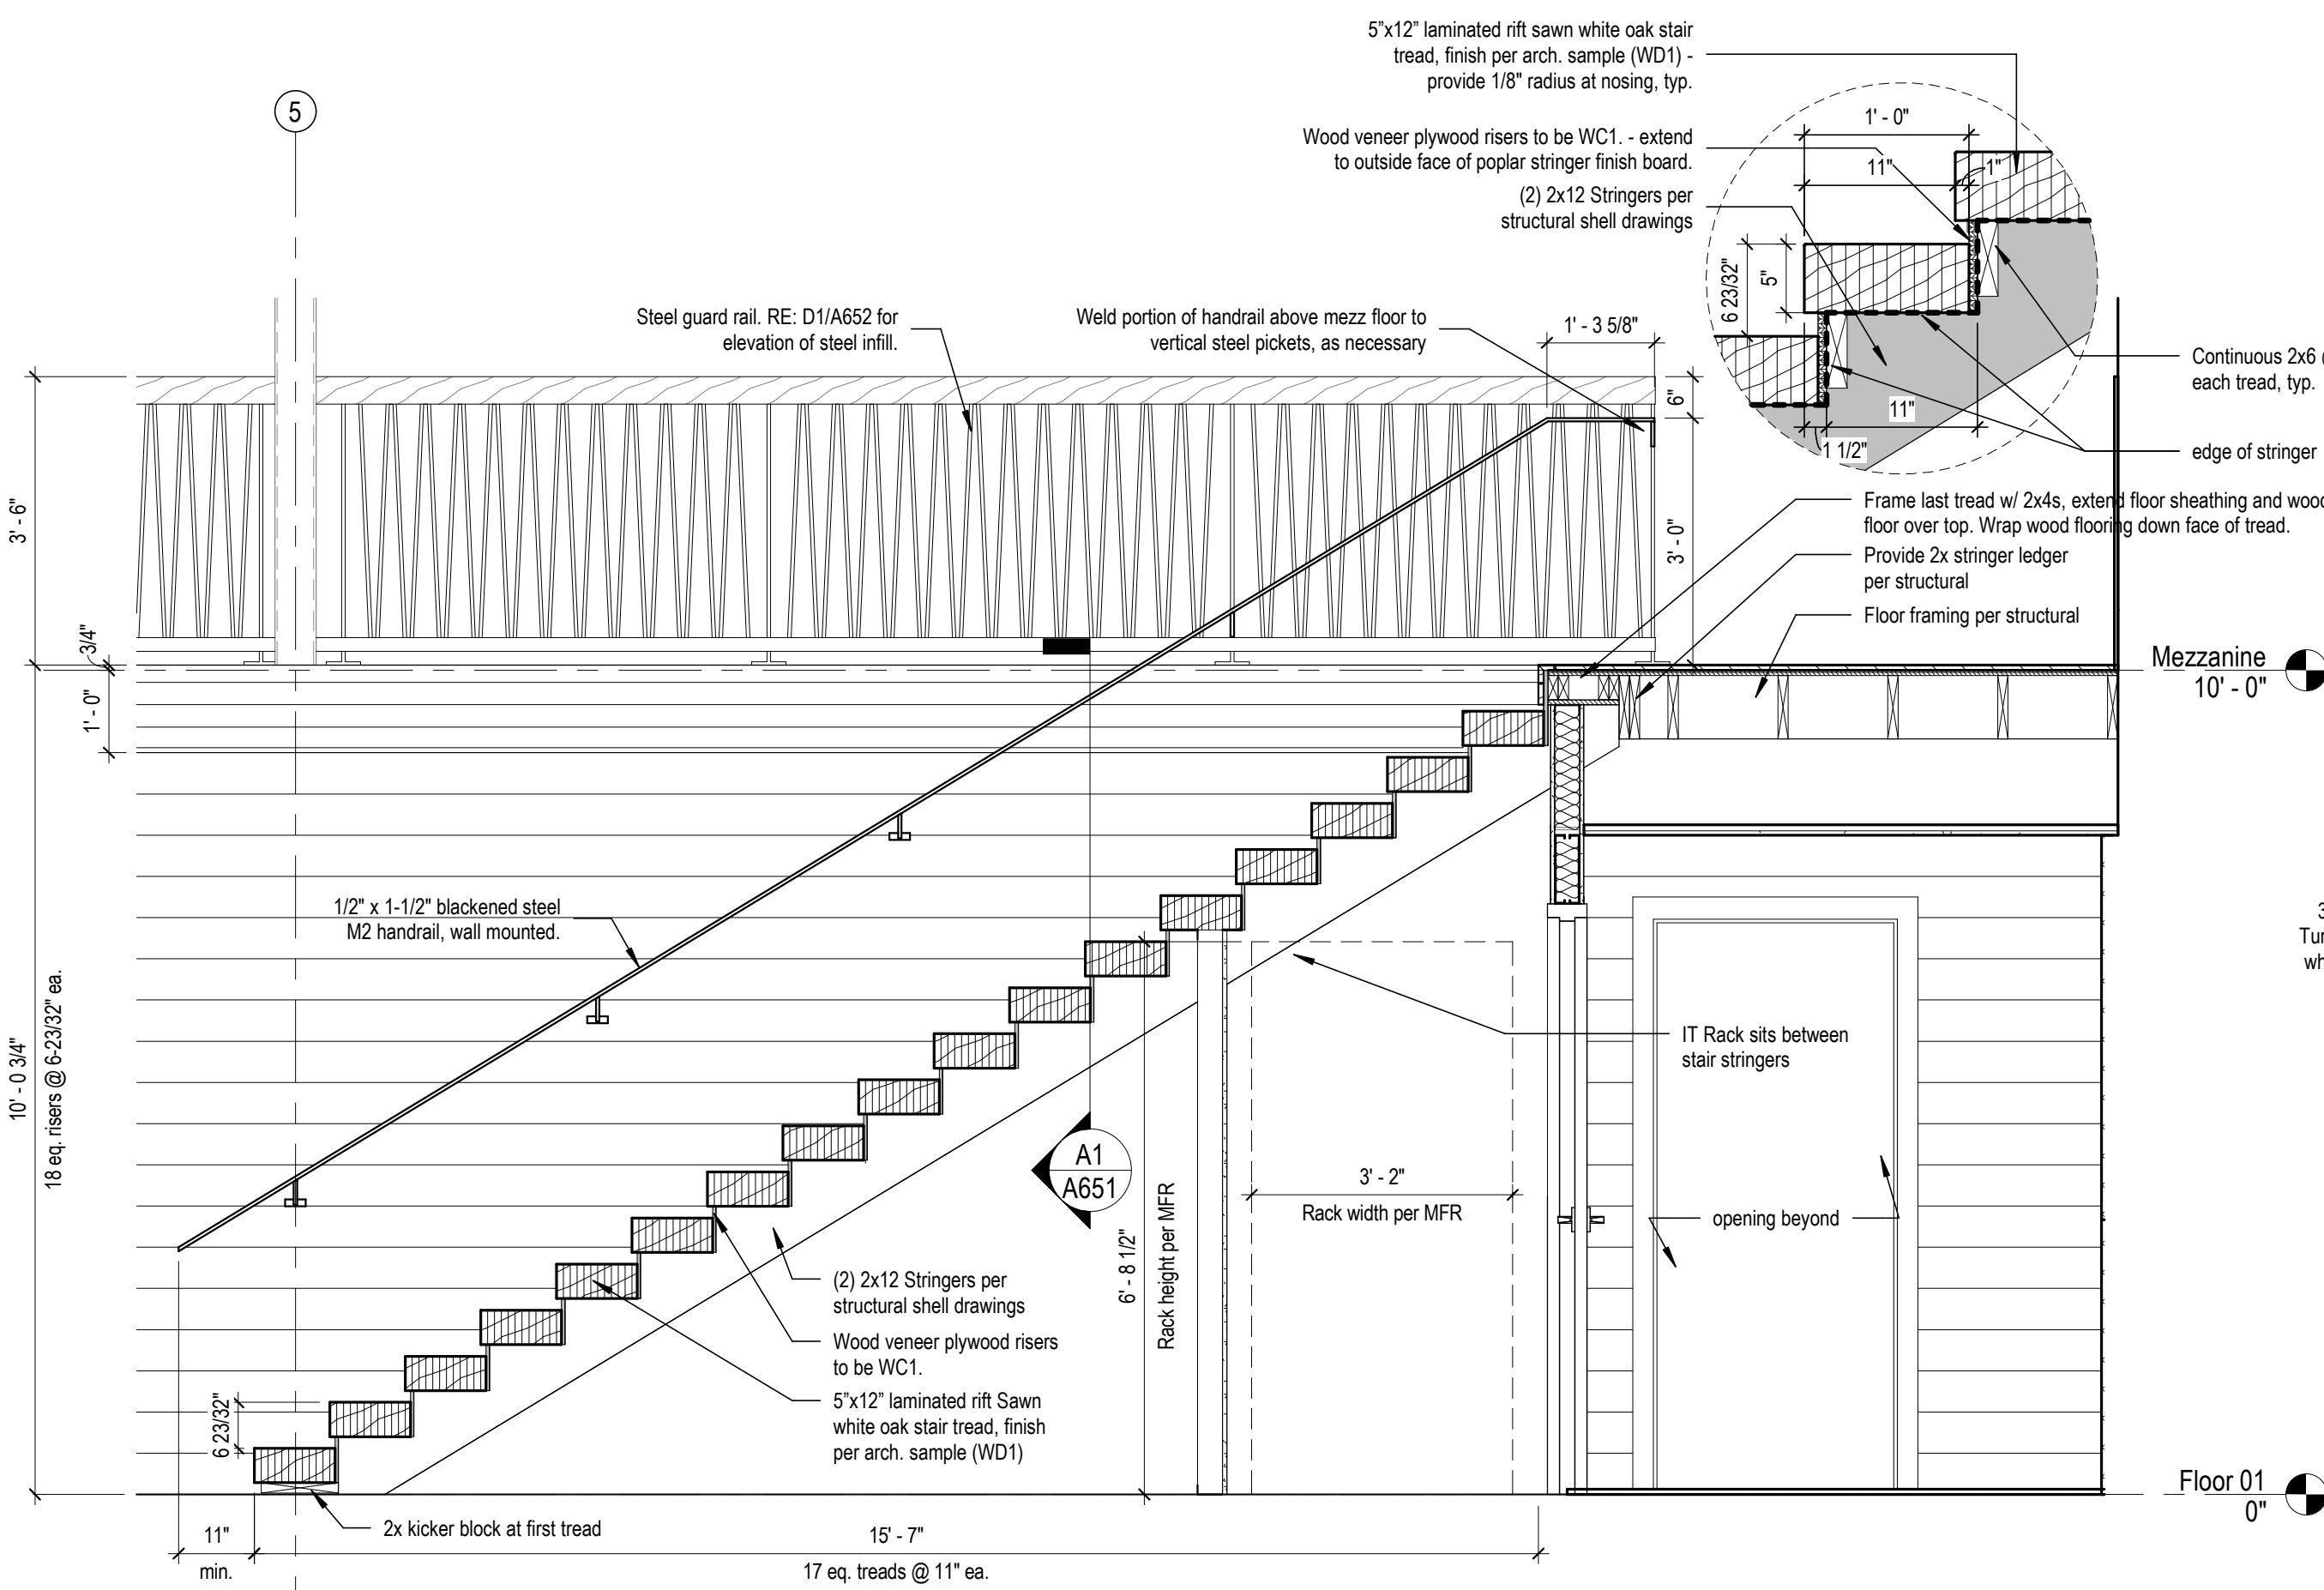 5”x12” laminated rift sawn white oak stair
tread, finish per arch. sample (WD1) -
provide 1/8" radius at nosing, typ.
5
Wood veneer plywood risers to be WC1. - extend
to outside face of poplar stringer finish board.
(2) 2x12 Stringers per
structural shell drawings
1' - 0"
11"
1"
6 23/32"
5"
11"
1 1/2"
Steel guard rail. RE: D1/A652 for
elevation of steel infill.
Weld portion of handrail above mezz floor to
vertical steel pickets, as necessary
1' - 3 5/8"
6"
3' - 0"
Continuous 2x6
each tread, typ.
edge of stringer
Frame last tread w/ 2x4s, extend floor sheathing and wood
floor over top. Wrap wood flooring down face of tread.
Provide 2x stringer ledger
per structural
Floor framing per structural
3' - 6"
3/4"
1' - 0"
Mezzanine
10' - 0"
1/2" x 1-1/2" blackened steel
M2 handrail, wall mounted.
10' - 0 3/4"
18 eq. risers @ 6-23/32" ea.
IT Rack sits between
stair stringers
A1
A651
6' - 8 1/2"
Rack height per MFR
3' - 2"
Rack width per MFR
opening beyond
(2) 2x12 Stringers per
structural shell drawings
Wood veneer plywood risers
to be WC1.
5”x12” laminated rift Sawn
white oak stair tread, finish
per arch. sample (WD1)
6 23/32"
Floor 01
0"
2x kicker block at first tread
11"
min.
15' - 7"
17 eq. treads @ 11" ea.